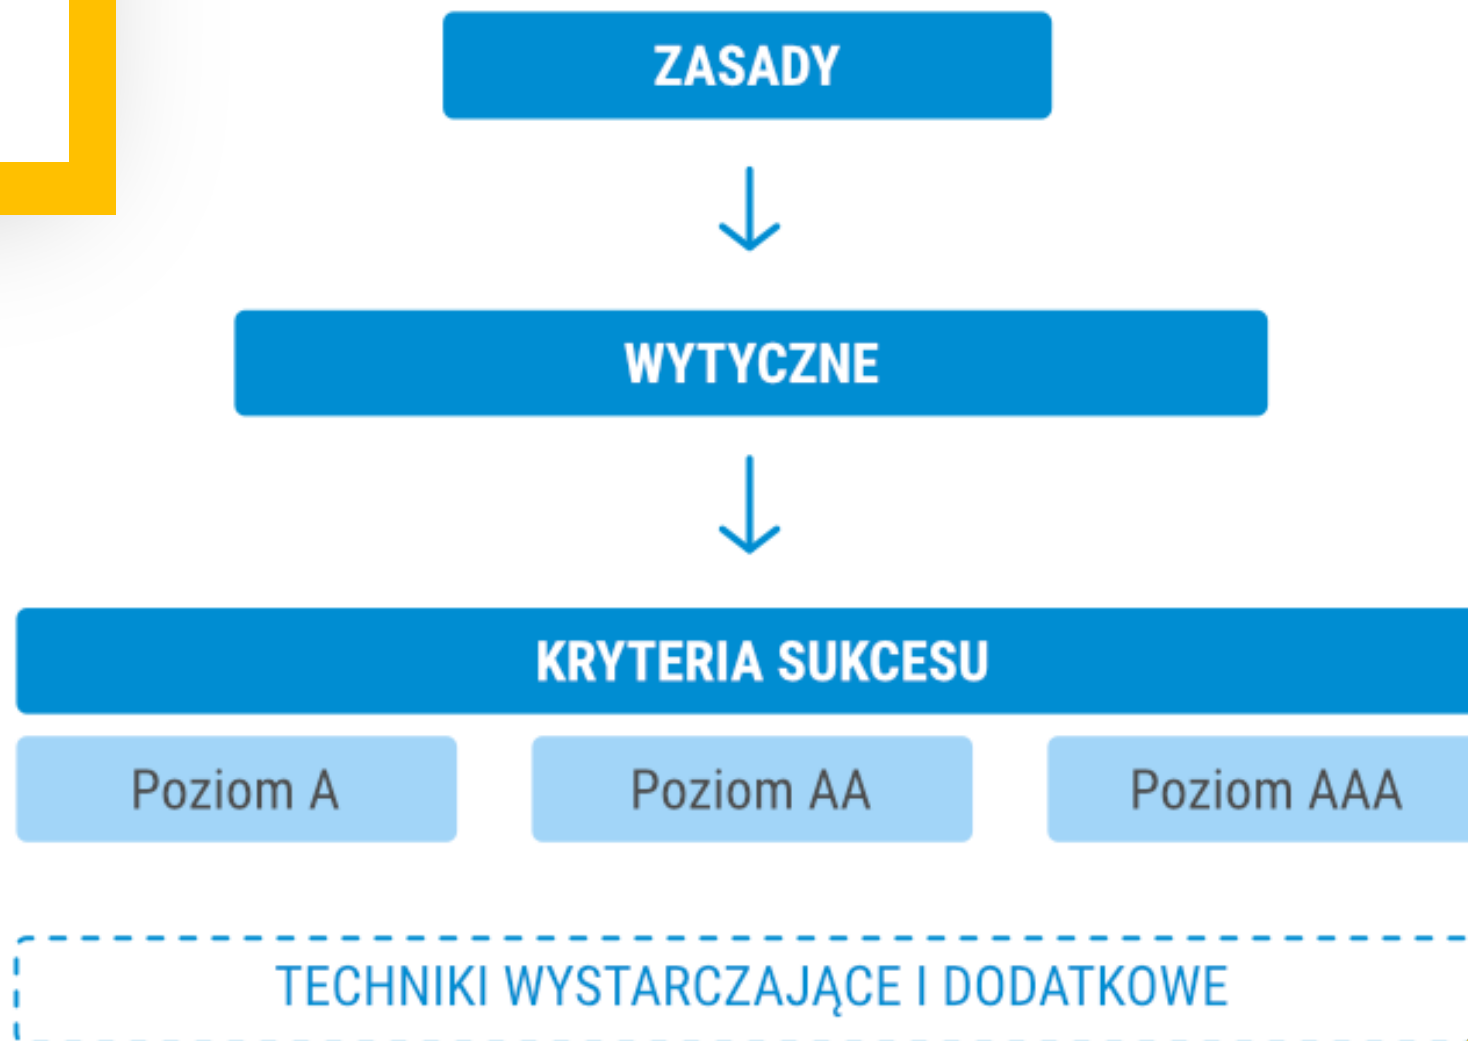 ZASADY
WYTYCZNE
KRYTERIA SUKCESU
Poziom A
Poziom AA
Poziom AAA
TECHNIKI WYSTARCZAJĄCE I DODATKOWE